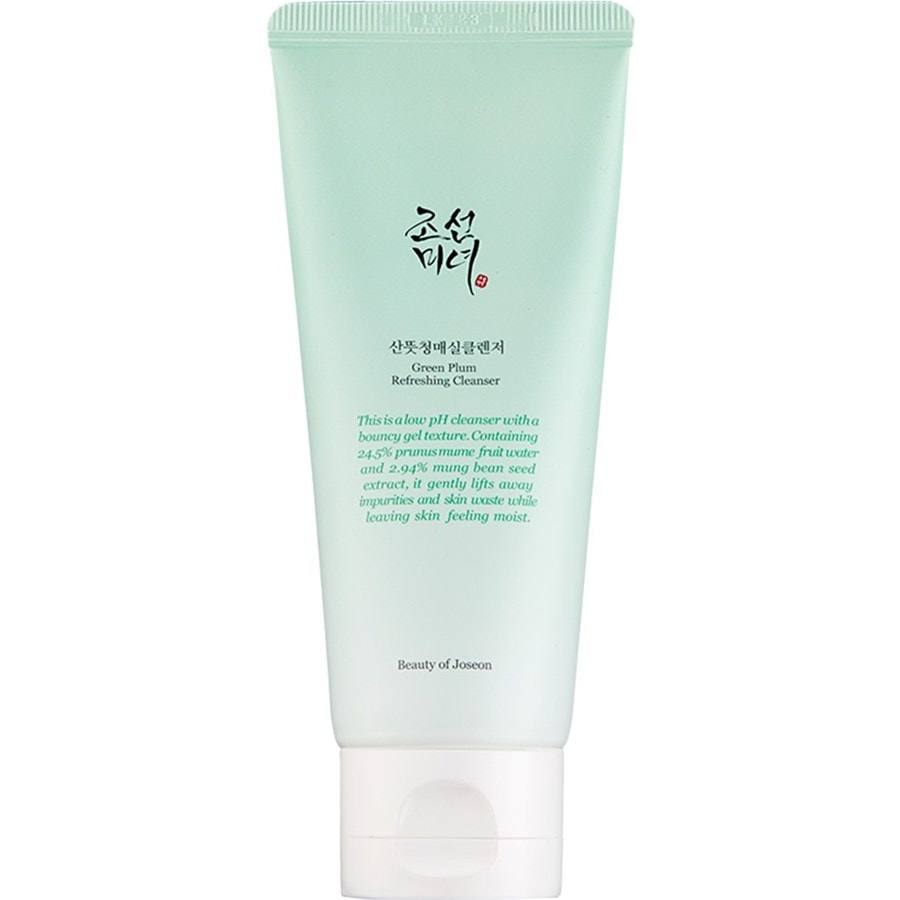 조선
미녀
산뜻청매실클렌저
Green Plum
Refreshing Cleanser
This is a low pH cleanser with a
bouncy gel texture. Containing
24.5% prunus mume fruit water
and 2.94% mung bean seed
extract, it gently lifts away
impurities and skin waste while
leaving skin feeling moist.
Beauty of Joseon